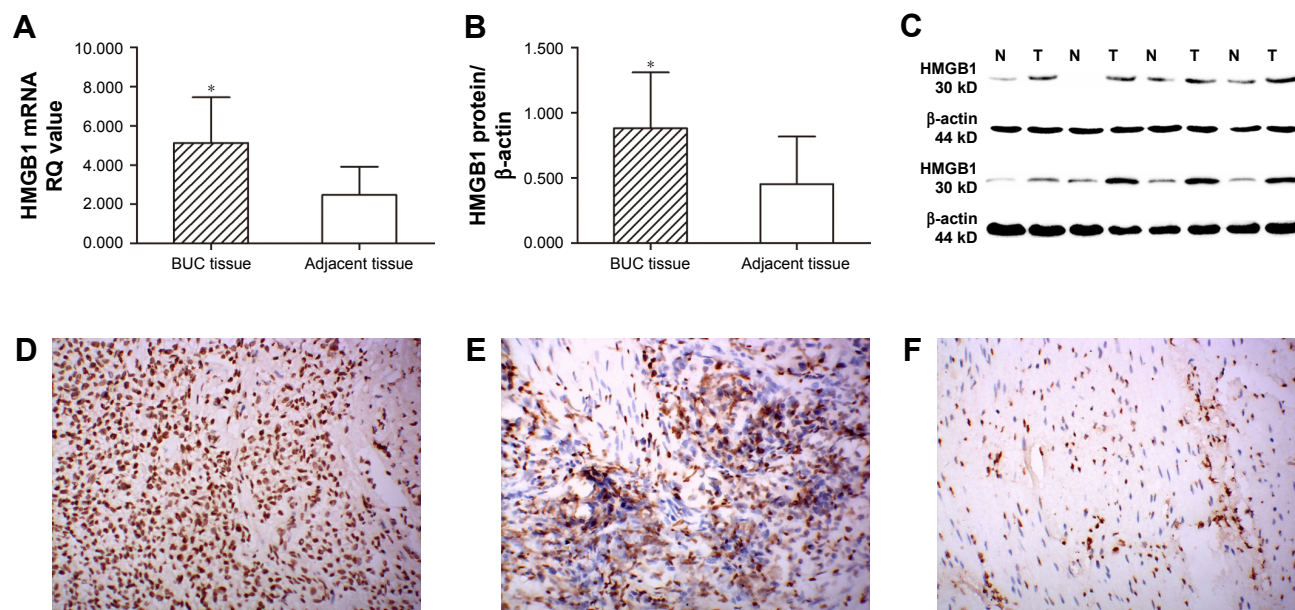 A
HMGB1 mRNA
RQ value
10.000
8.000
6.000
4.000
2.000
0.000
*
BUC tissue
Adjacent tissue
B
HMGB1 protein/
β-actin
1.500
1.000
0.500
0.000
*
BUC tissue
Adjacent tissue
C
N T N T N T N T
HMGB1
30 kD
β-actin
44 kD
HMGB1
30 kD
β-actin
44 kD
D
E
F